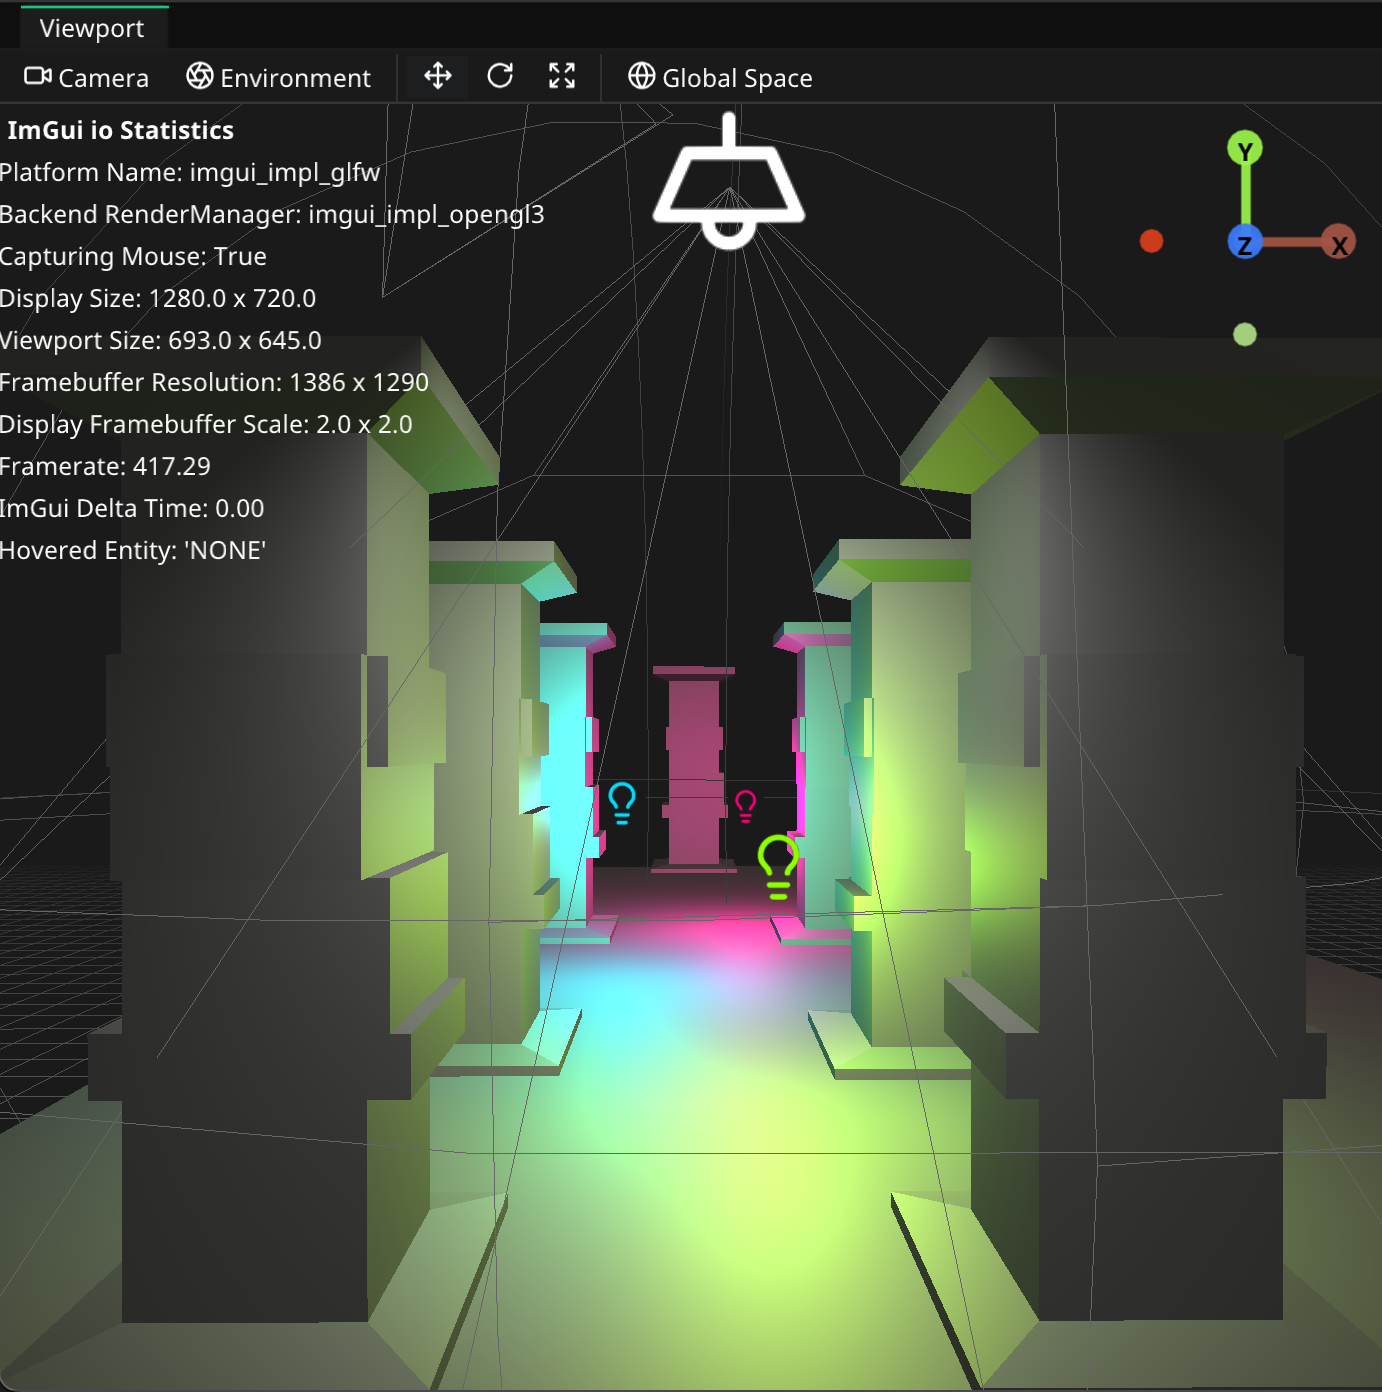 Viewport
Camera Environment Global Space
ImGui io Statistics
Platform Name: imgui_impl_glfw
Backend RenderManager: imgui_impl_opengl3
Capturing Mouse: True
Display Size: 1280.0 x 720.0
Viewport Size: 693.0 x 645.0
Framebuffer Resolution: 1386 x 1290
Display Framebuffer Scale: 2.0 x 2.0
Framerate: 417.29
ImGui Delta Time: 0.00
Hovered Entity: 'NONE'
Y
Z X